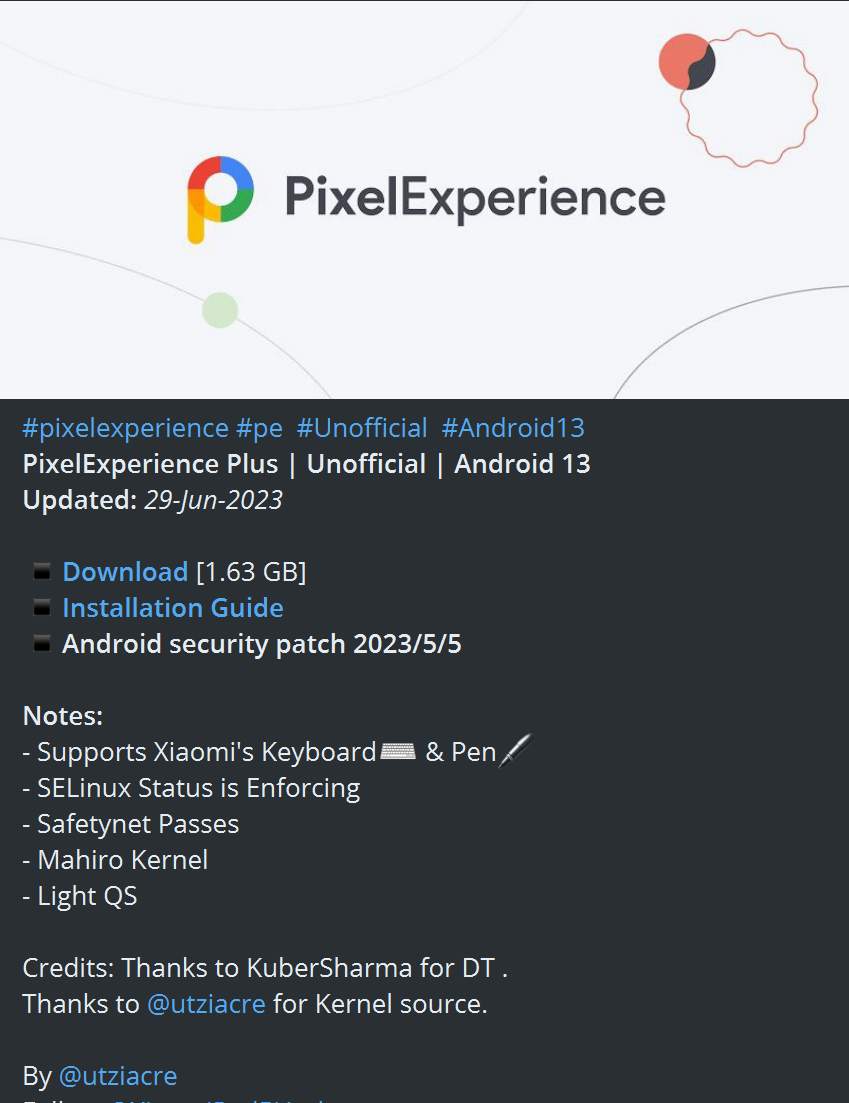 PixelExperience
#pixelexperience #pe #Unofficial #Android13
PixelExperience Plus | Unofficial | Android 13
Updated: 29-Jun-2023
Download [1.63 GB]
Installation Guide
Android security patch 2023/5/5
Notes:
- Supports Xiaomi's Keyboard⌨️ & Pen🖋
- SELinux Status is Enforcing
- Safetynet Passes
- Mahiro Kernel
- Light QS
Credits: Thanks to KuberSharma for DT .
Thanks to @utziacre for Kernel source.
By @utziacre